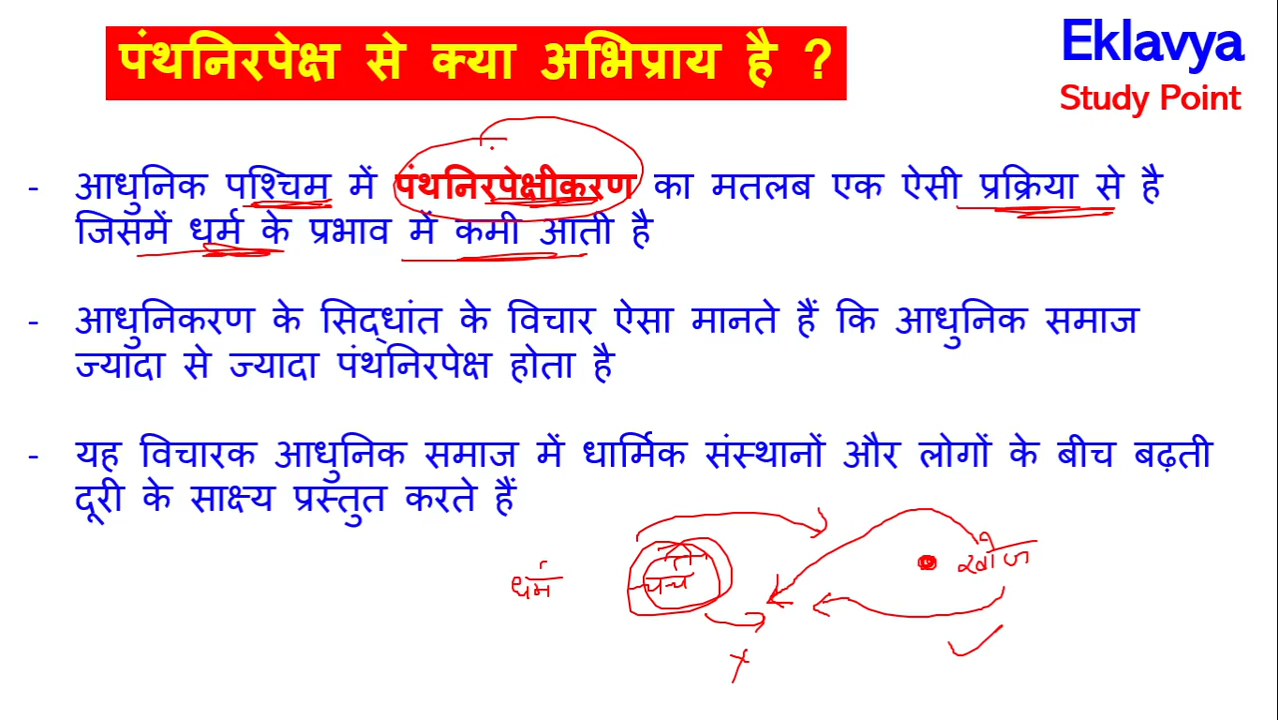 पंथनिरपेक्ष से क्या अभिप्राय है ?
Eklavya
Study Point
- आधुनिक पश्चिम में पंथनिरपेक्षीकरण का मतलब एक ऐसी प्रक्रिया से है
जिसमें धर्म के प्रभाव में कमी आती है
- आधुनिकरण के सिद्धांत के विचार ऐसा मानते हैं कि आधुनिक समाज
ज्यादा से ज्यादा पंथनिरपेक्ष होता है
- यह विचारक आधुनिक समाज में धार्मिक संस्थानों और लोगों के बीच बढ़ती
दूरी के साक्ष्य प्रस्तुत करते हैं
धर्म चर्च खोज